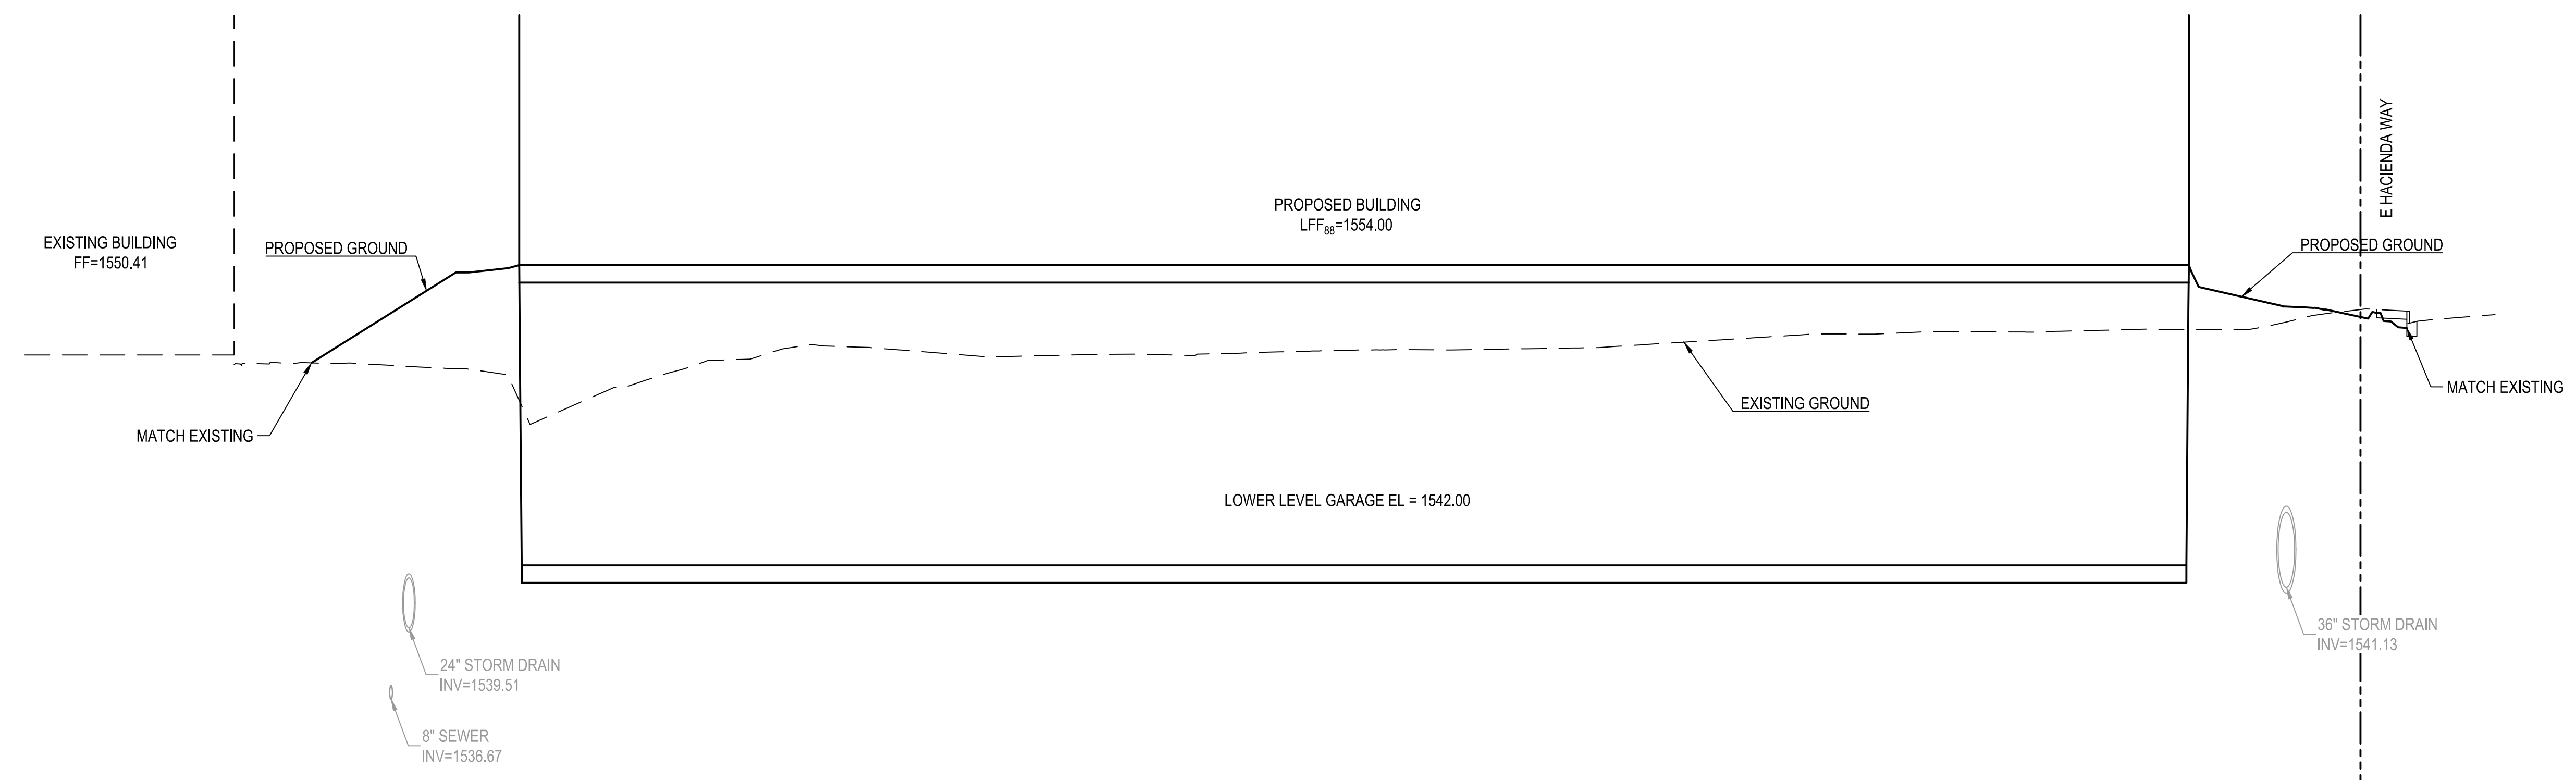 EXISTING BUILDING
FF=1550.41
PROPOSED GROUND
MATCH EXISTING
PROPOSED BUILDING
LFF88=1554.00
E HACIENDA WAY
PROPOSED GROUND
MATCH EXISTING
EXISTING GROUND
LOWER LEVEL GARAGE EL = 1542.00
24" STORM DRAIN
INV=1539.51
8" SEWER
INV=1536.67
36" STORM DRAIN
INV=1541.13